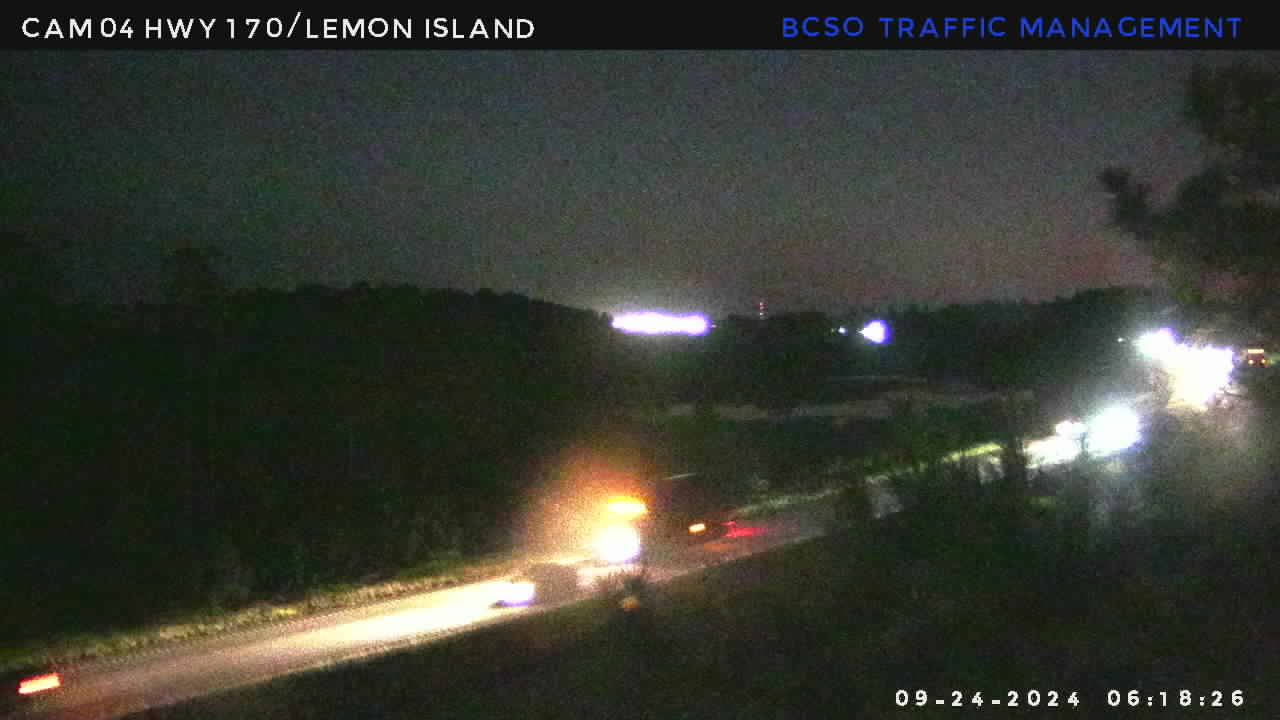 CAM04 HWY 170/LEMON ISLAND
BCSO TRAFFIC MANAGEMENT
09-24-2024 06:18:26